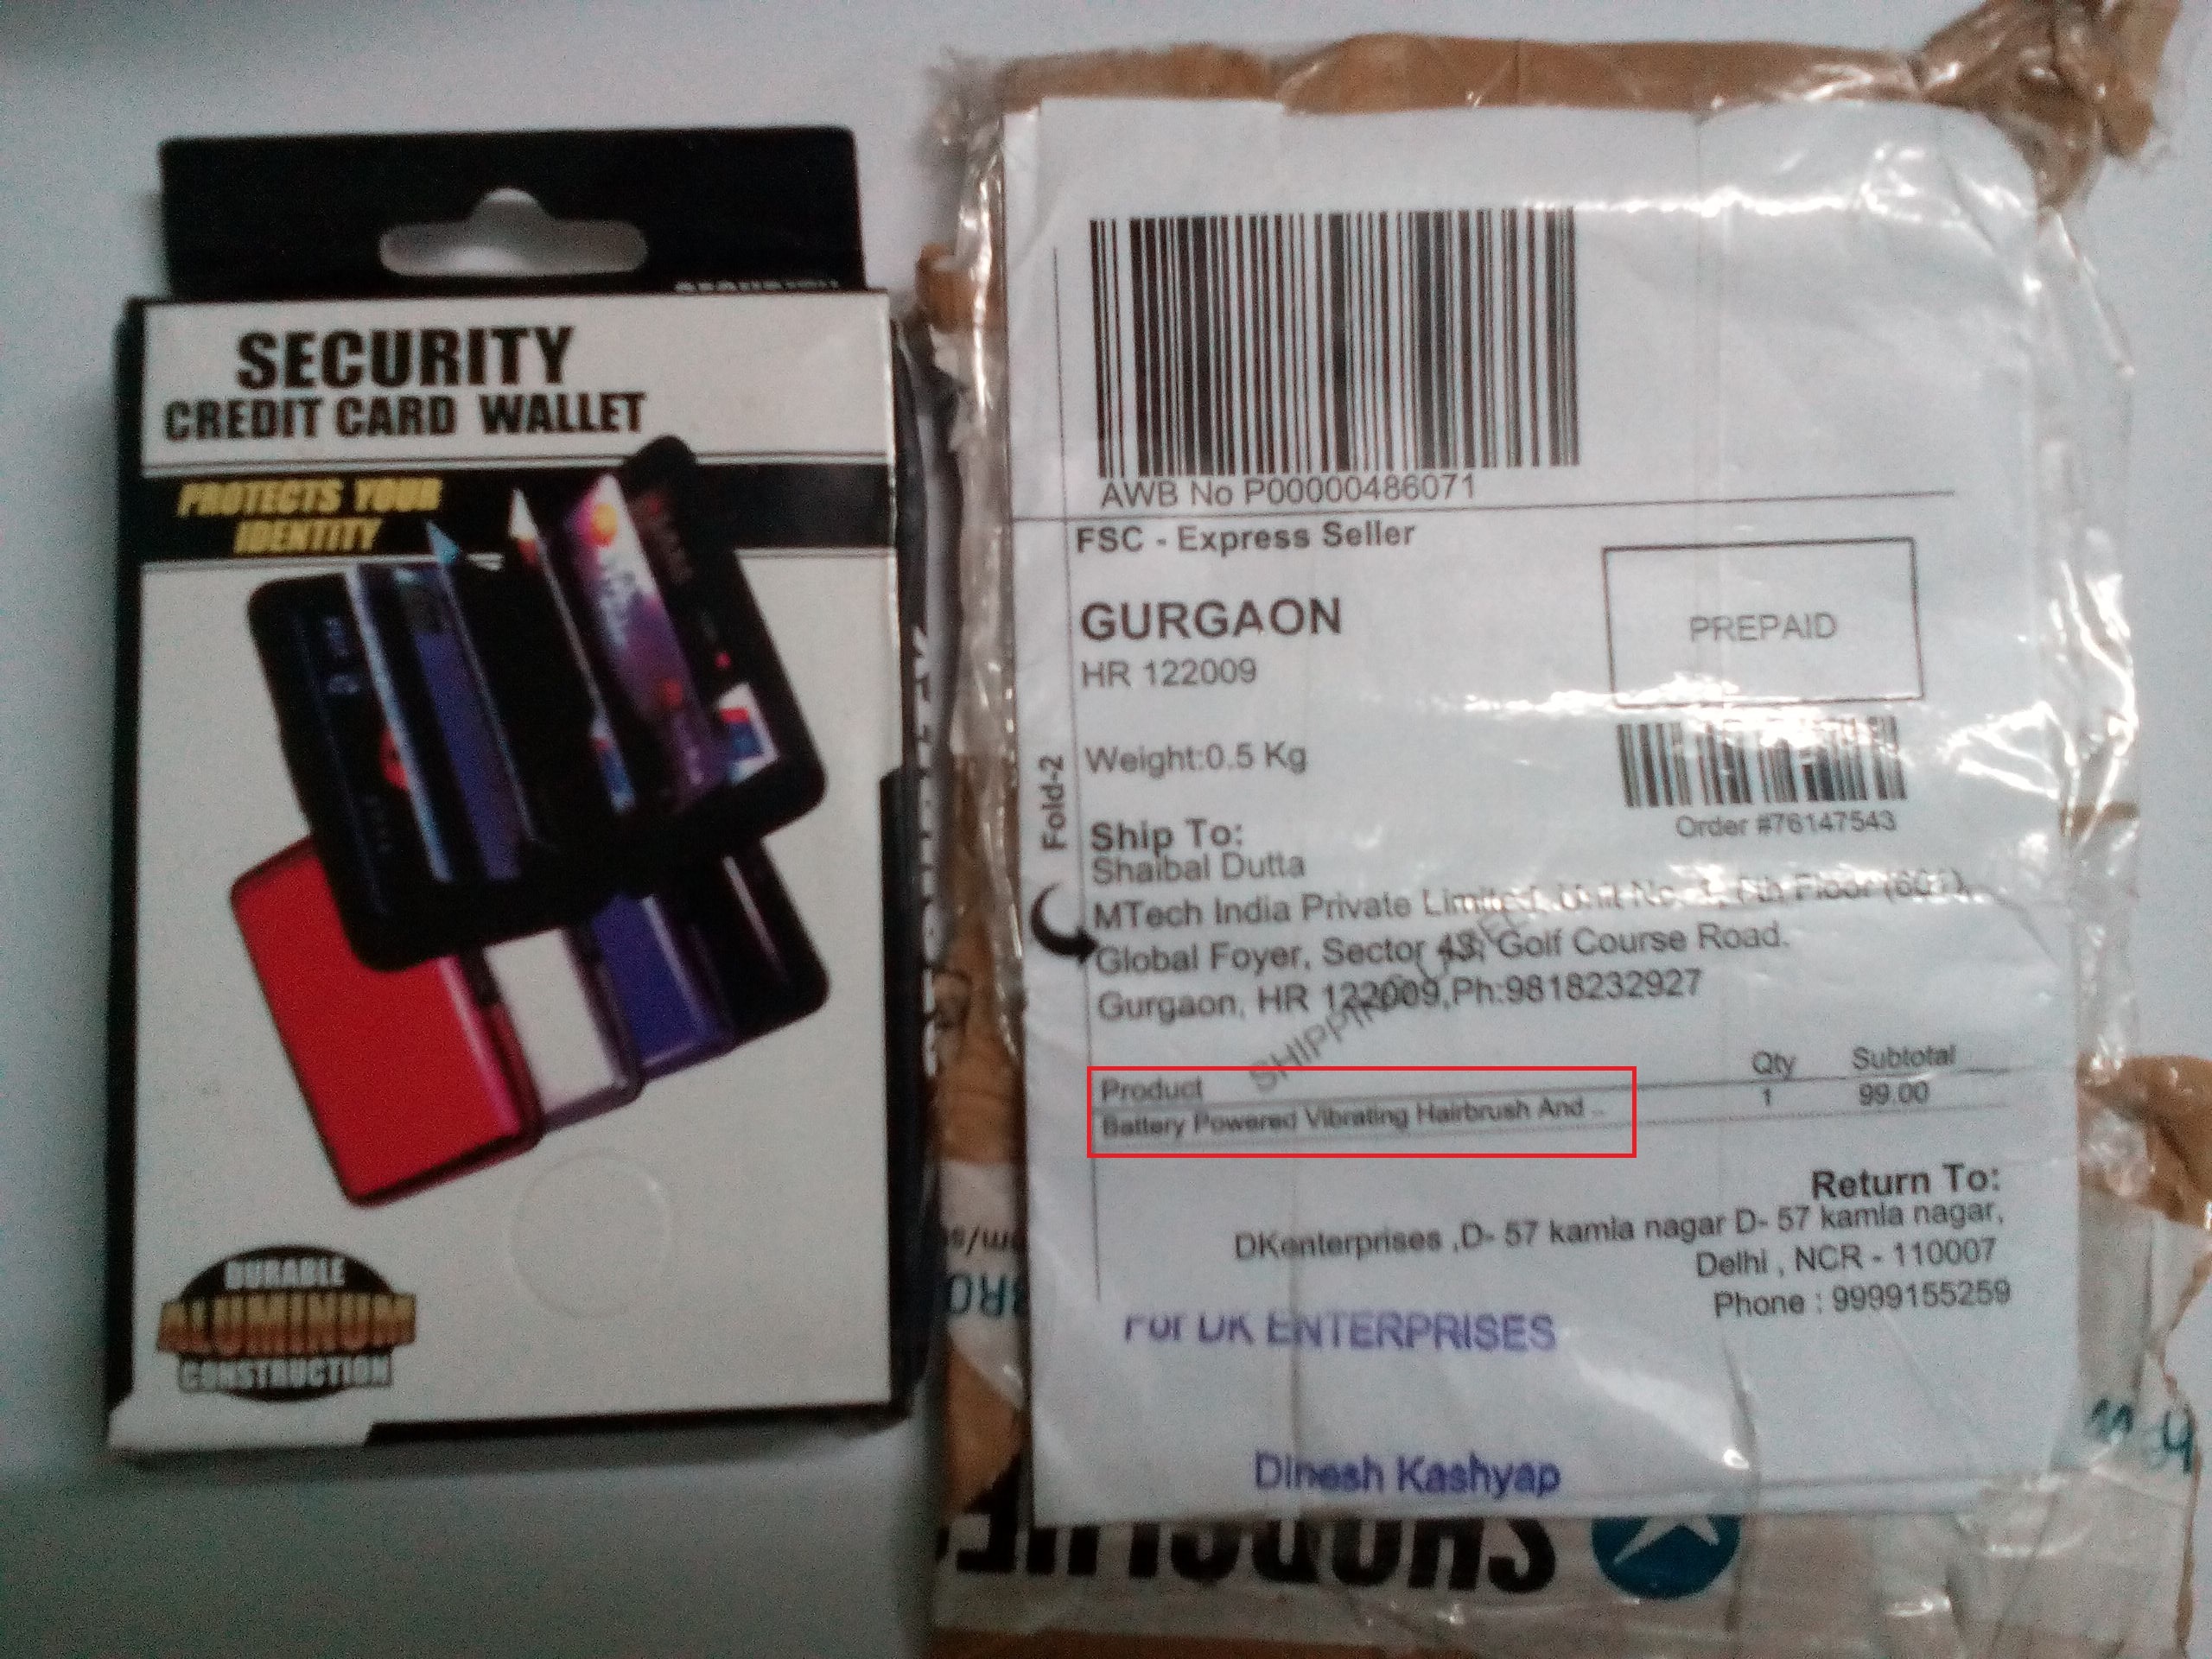 SECURITY
CREDIT CARD WALLET
PROTECTS YOUR
IDENTITY
DURABLE
ALUMINUM
CONSTRUCTION
AWB No P00000486071
FSC - Express Seller
GURGAON
HR 122009
PREPAID
Weight:0.5 Kg
Order #76147543
Fold-2
Ship To:
Shaibal Dutta
MTech India Private Limited, Unit No. Floor
Global Foyer, Sector 43, Golf Course Road.
Gurgaon, HR 122009,Ph:9818232927
SHIPPING
Product Qty Subtotal
Battery Powered Vibrating Hairbrush And .. 1 99.00
Return To:
DKenterprises ,D- 57 kamla nagar D- 57 kamla nagar,
Delhi , NCR - 110007
Phone : 9999155259
For DK ENTERPRISES
Dinesh Kashyap